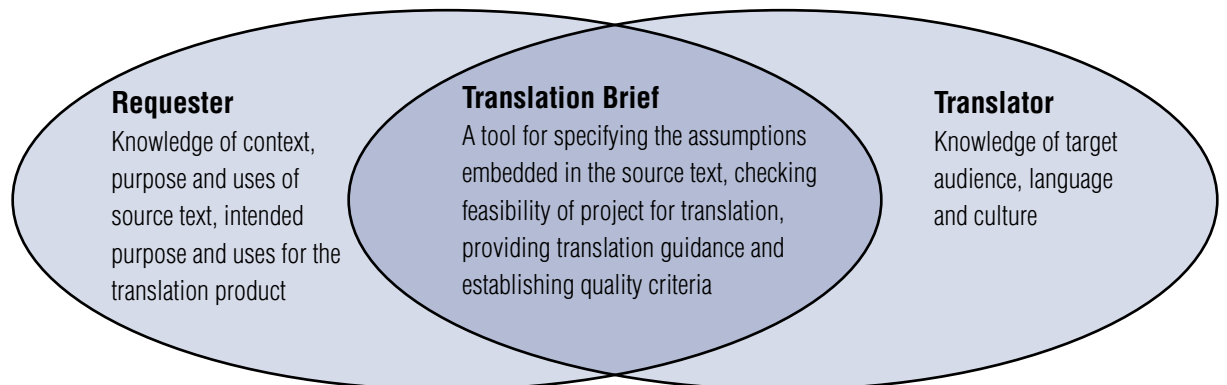 Requester
Knowledge of context,
purpose and uses of
source text, intended
purpose and uses for the
translation product
Translation Brief
A tool for specifying the assumptions
embedded in the source text, checking
feasibility of project for translation,
providing translation guidance and
establishing quality criteria
Translator
Knowledge of target
audience, language
and culture